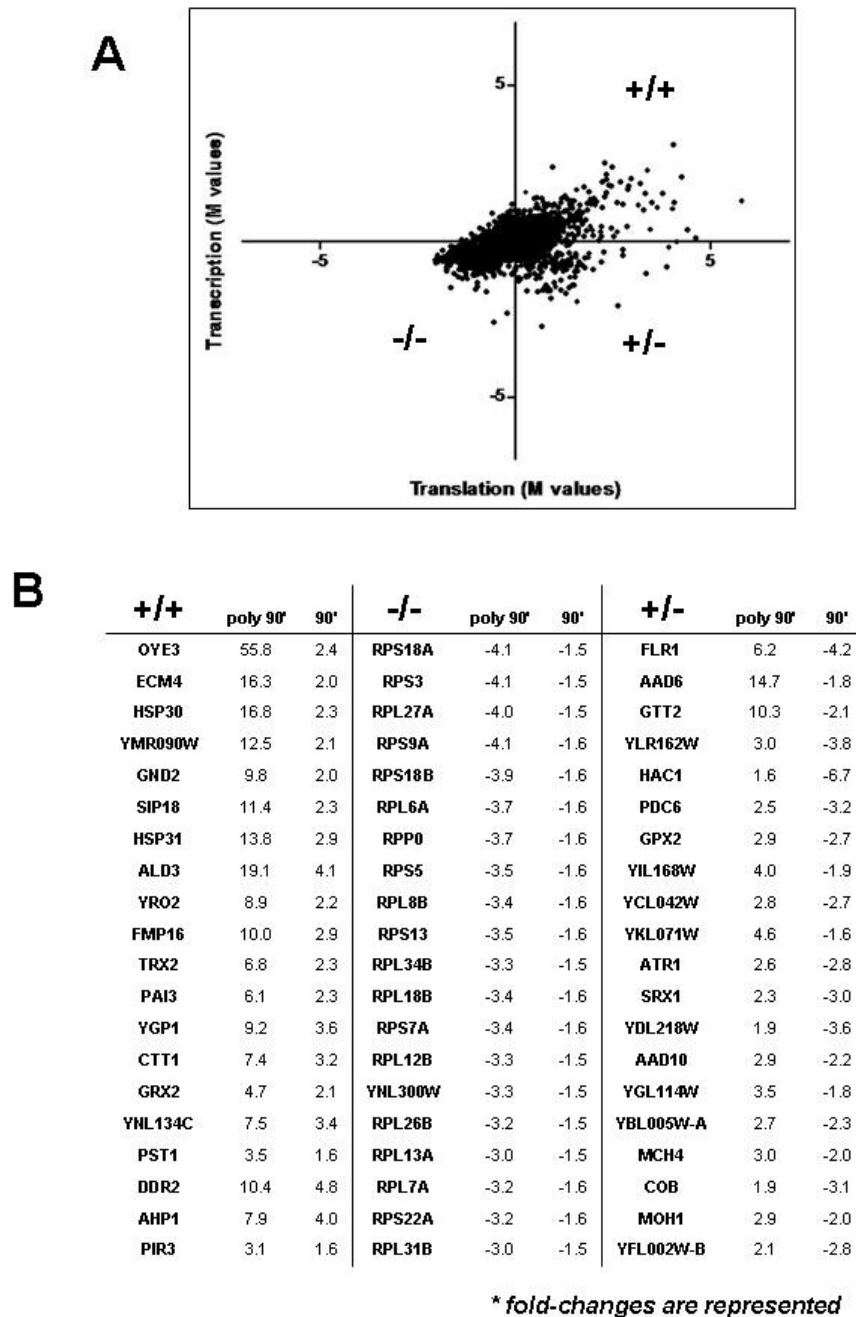 A
+/+
5
-5
5
-/-
+/-
-5
Transcription (M values)
Translation (M values)
B
+/+ poly 90' 90' -/- poly 90' 90' +/- poly 90' 90'
OYE3 55.8 2.4 RPS18A -4.1 -1.5 FLR1 6.2 -4.2
ECM4 16.3 2.0 RPS3 -4.1 -1.5 AAD6 14.7 -1.8
HSP30 16.8 2.3 RPL27A -4.0 -1.5 GTT2 10.3 -2.1
YMR090W 12.5 2.1 RPS9A -4.1 -1.6 YLR162W 3.0 -3.8
GND2 9.8 2.0 RPS18B -3.9 -1.6 HAC1 1.6 -6.7
SIP18 11.4 2.3 RPL6A -3.7 -1.6 PDC6 2.5 -3.2
HSP31 13.8 2.9 RPP0 -3.7 -1.6 GPX2 2.9 -2.7
ALD3 19.1 4.1 RPS5 -3.5 -1.6 YIL168W 4.0 -1.9
YRO2 8.9 2.2 RPL8B -3.4 -1.6 YCL042W 2.8 -2.7
FMP16 10.0 2.9 RPS13 -3.5 -1.6 YKL071W 4.6 -1.6
TRX2 6.8 2.3 RPL34B -3.3 -1.5 ATR1 2.6 -2.8
PAI3 6.1 2.3 RPL18B -3.4 -1.6 SRX1 2.3 -3.0
YGP1 9.2 3.6 RPS7A -3.4 -1.6 YDL218W 1.9 -3.6
CTT1 7.4 3.2 RPL12B -3.3 -1.5 AAD10 2.9 -2.2
GRX2 4.7 2.1 YNL300W -3.3 -1.5 YGL114W 3.5 -1.8
YNL134C 7.5 3.4 RPL26B -3.2 -1.5 YBL005W-A 2.7 -2.3
PST1 3.5 1.6 RPL13A -3.0 -1.5 MCH4 3.0 -2.0
DDR2 10.4 4.8 RPL7A -3.2 -1.6 COB 1.9 -3.1
AHP1 7.9 4.0 RPS22A -3.2 -1.6 MOH1 2.9 -2.0
PIR3 3.1 1.6 RPL31B -3.0 -1.5 YFL002W-B 2.1 -2.8
* fold-changes are represented